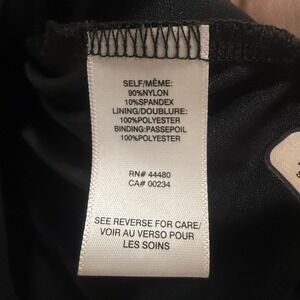 SELF/MÊME:
90%NYLON
10%SPANDEX
LINING/DOUBLURE:
100%POLYESTER
BINDING:PASSEPOIL
100%POLYESTER
RN# 44480
CA# 00234
SEE REVERSE FOR CARE/
VOIR AU VERSO POUR
LES SOINS